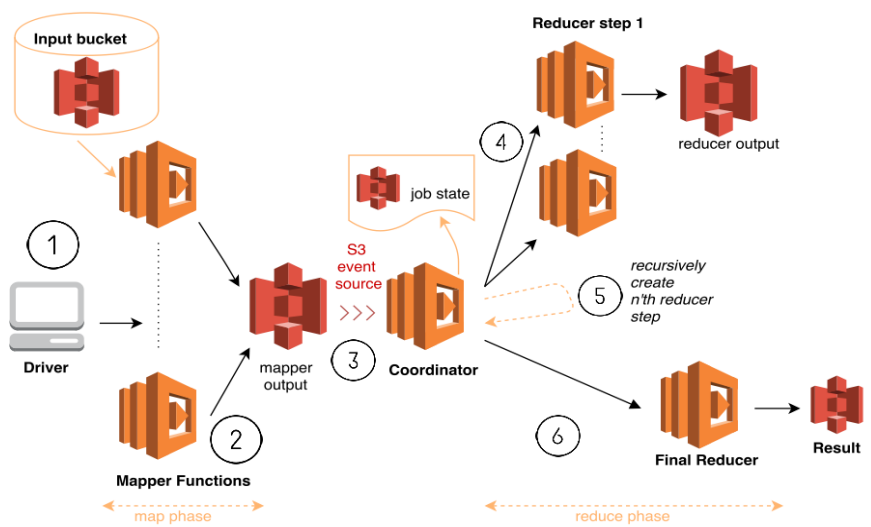 Input bucket
Reducer step 1
4
reducer output
job state
1
S3
event
source
>>>
5
recursively
create
n'th reducer
step
Driver
mapper
output
3
Coordinator
2
6
Mapper Functions
Final Reducer
Result
map phase
reduce phase